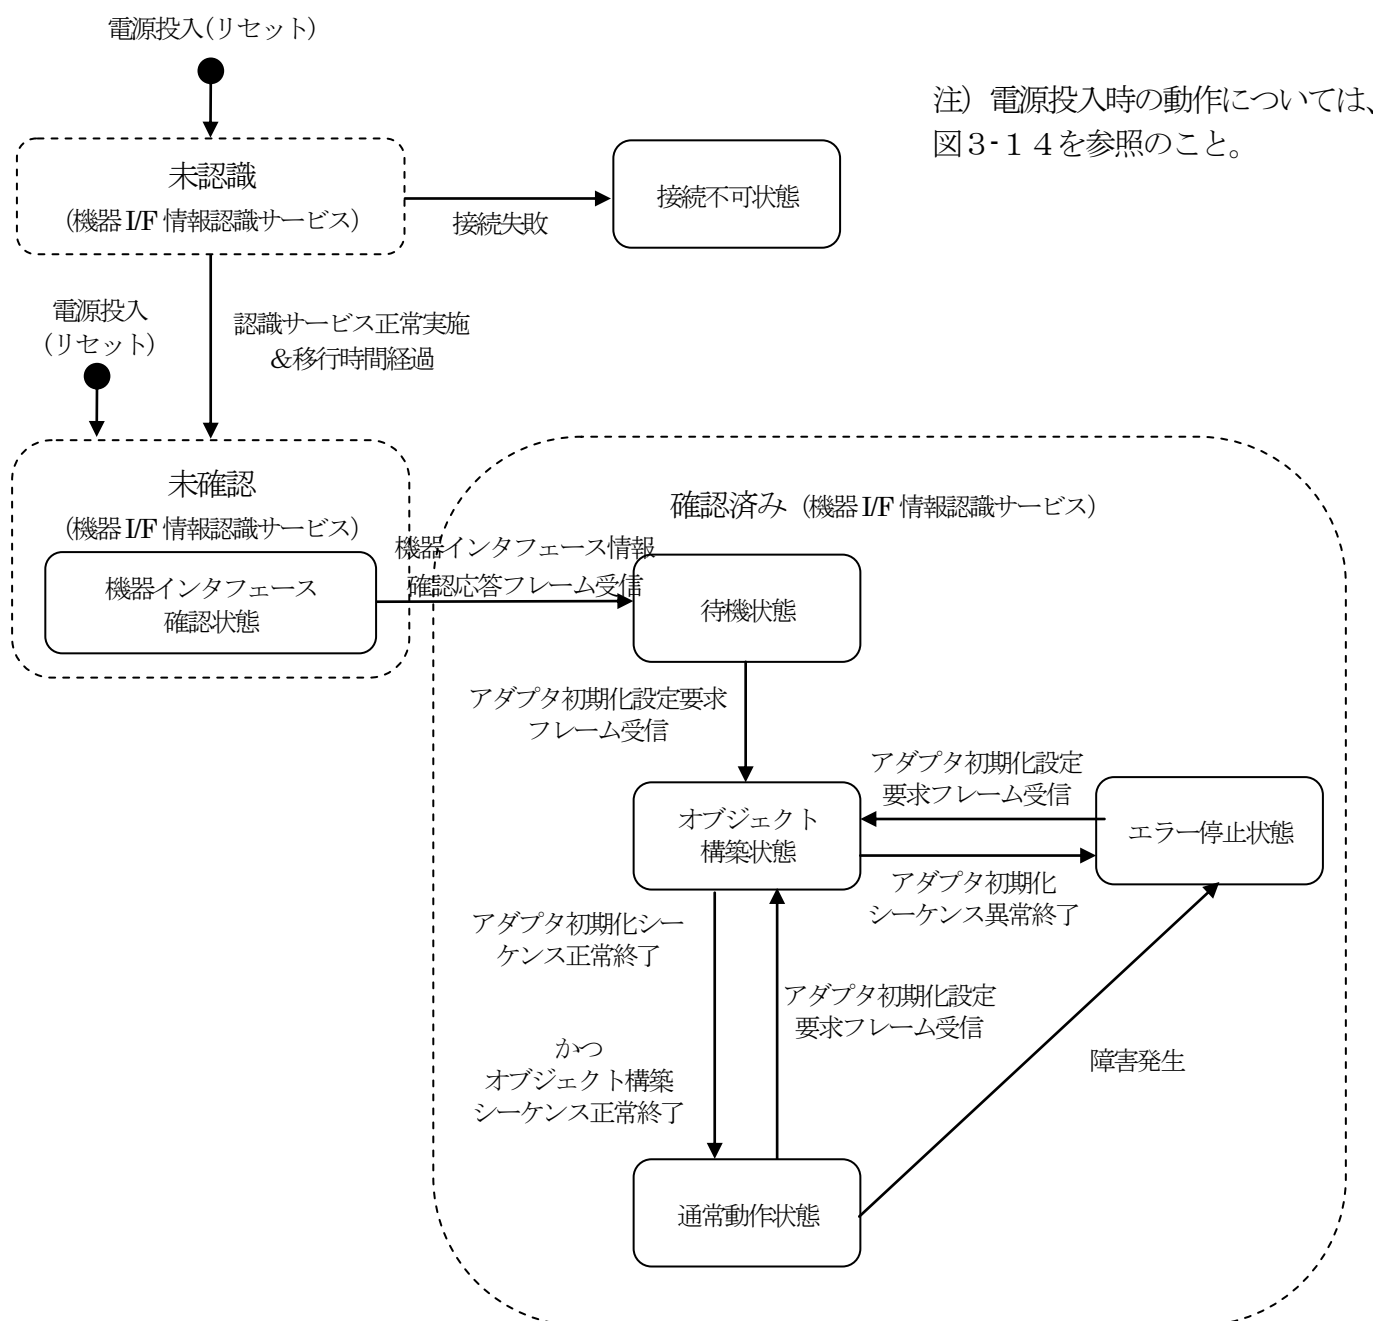 電源投入(リセット)
注）電源投入時の動作については、
図３-１４を参照のこと。
未認識
(機器 I/F 情報認識サービス)
接続失敗
接続不可状態
電源投入
(リセット)
認識サービス正常実施
＆移行時間経過
未確認
(機器 I/F 情報認識サービス)
機器インタフェース
確認状態
確認済み (機器 I/F 情報認識サービス)
機器インタフェース情報
確認応答フレーム受信
待機状態
アダプタ初期化設定要求
フレーム受信
オブジェクト
構築状態
アダプタ初期化設定
要求フレーム受信
エラー停止状態
アダプタ初期化
シーケンス異常終了
アダプタ初期化シー
ケンス正常終了
かつ
オブジェクト構築
シーケンス正常終了
アダプタ初期化設定
要求フレーム受信
障害発生
通常動作状態